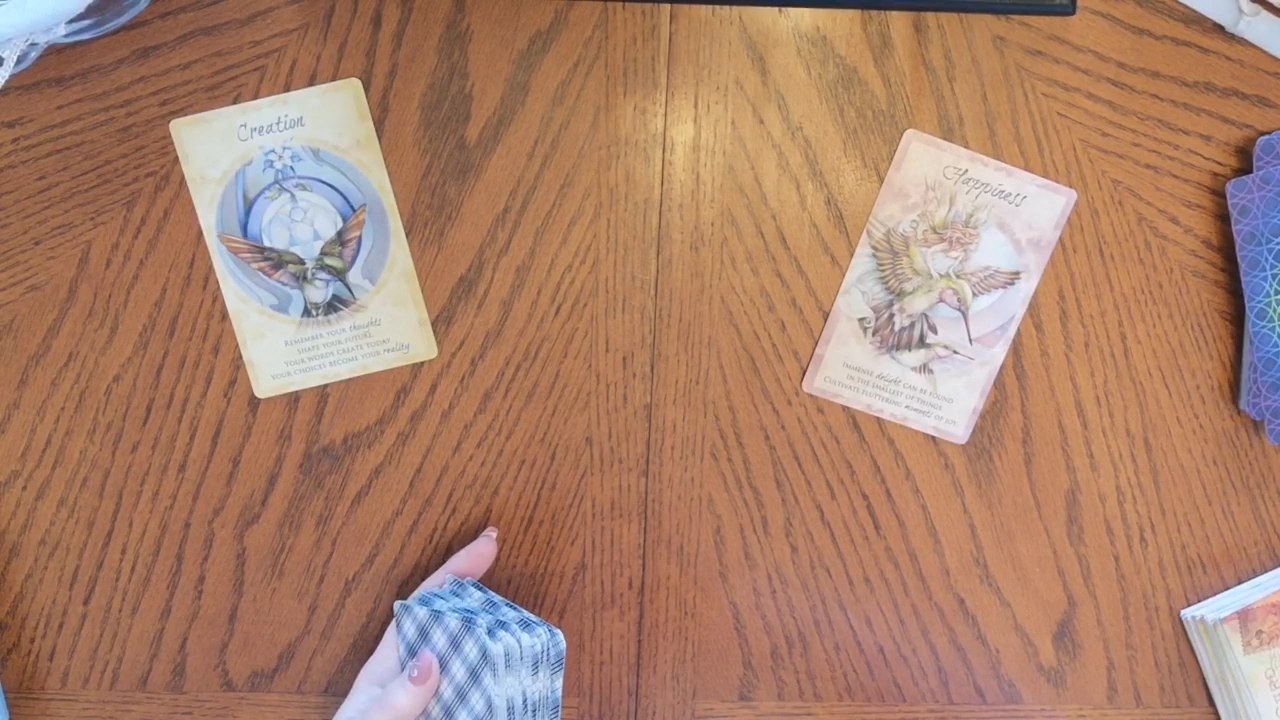 Creation
REMEMBER YOUR thoughts
SHAPE YOUR FUTURE
YOUR WORDS CREATE TODAY
YOUR CHOICES BECOME YOUR reality
Happiness
IMMENSE delight CAN BE FOUND
IN THE SMALLEST OF THINGS
CULTIVATE FLUTTERING moments OF JOY